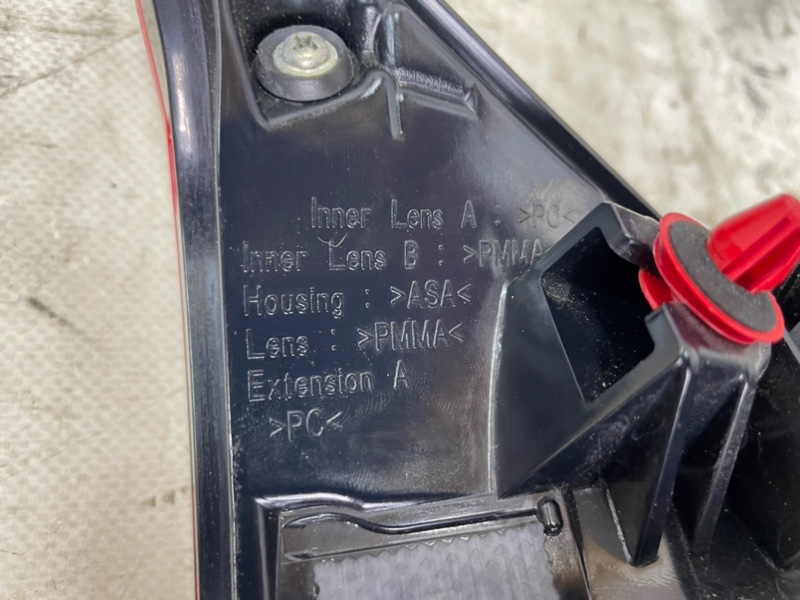 Inner Lens A : >PC<
Inner Lens B : >PMMA
Housing : >ASA<
Lens : >PMMA<
Extension A
>PC<